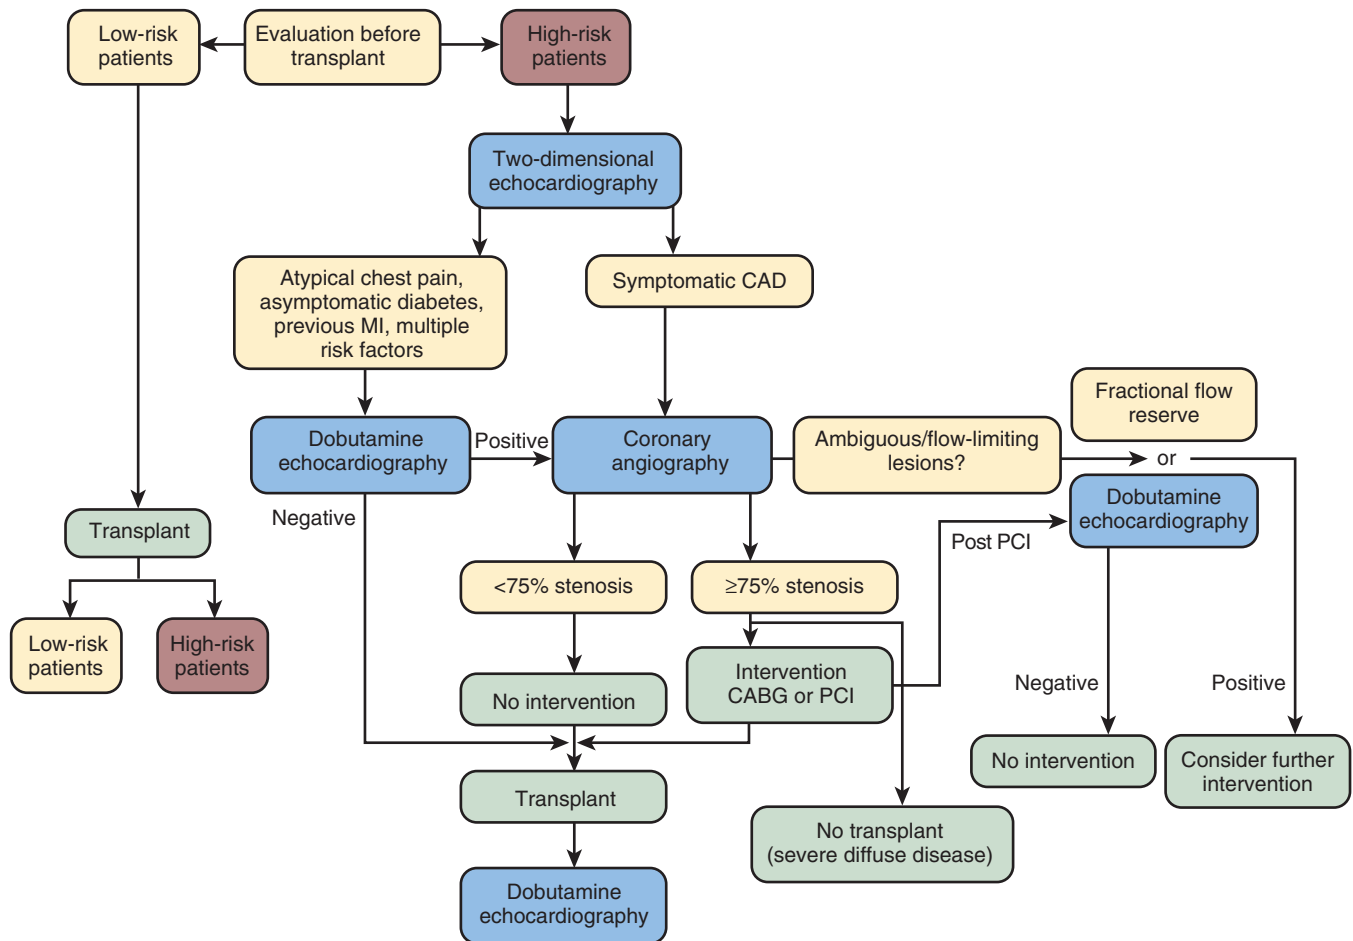 Low-risk
patients
Evaluation before
transplant
High-risk
patients
Two-dimensional
echocardiography
Atypical chest pain,
asymptomatic diabetes,
previous MI, multiple
risk factors
Symptomatic CAD
Fractional flow
reserve
Dobutamine
echocardiography
Positive
Coronary
angiography
Ambiguous/flow-limiting
lesions?
or
Dobutamine
echocardiography
Negative
Transplant
Post PCI
<75% stenosis
≥75% stenosis
Low-risk
patients
High-risk
patients
No intervention
Intervention
CABG or PCI
Negative
Positive
No intervention
Consider further
intervention
Transplant
No transplant
(severe diffuse disease)
Dobutamine
echocardiography